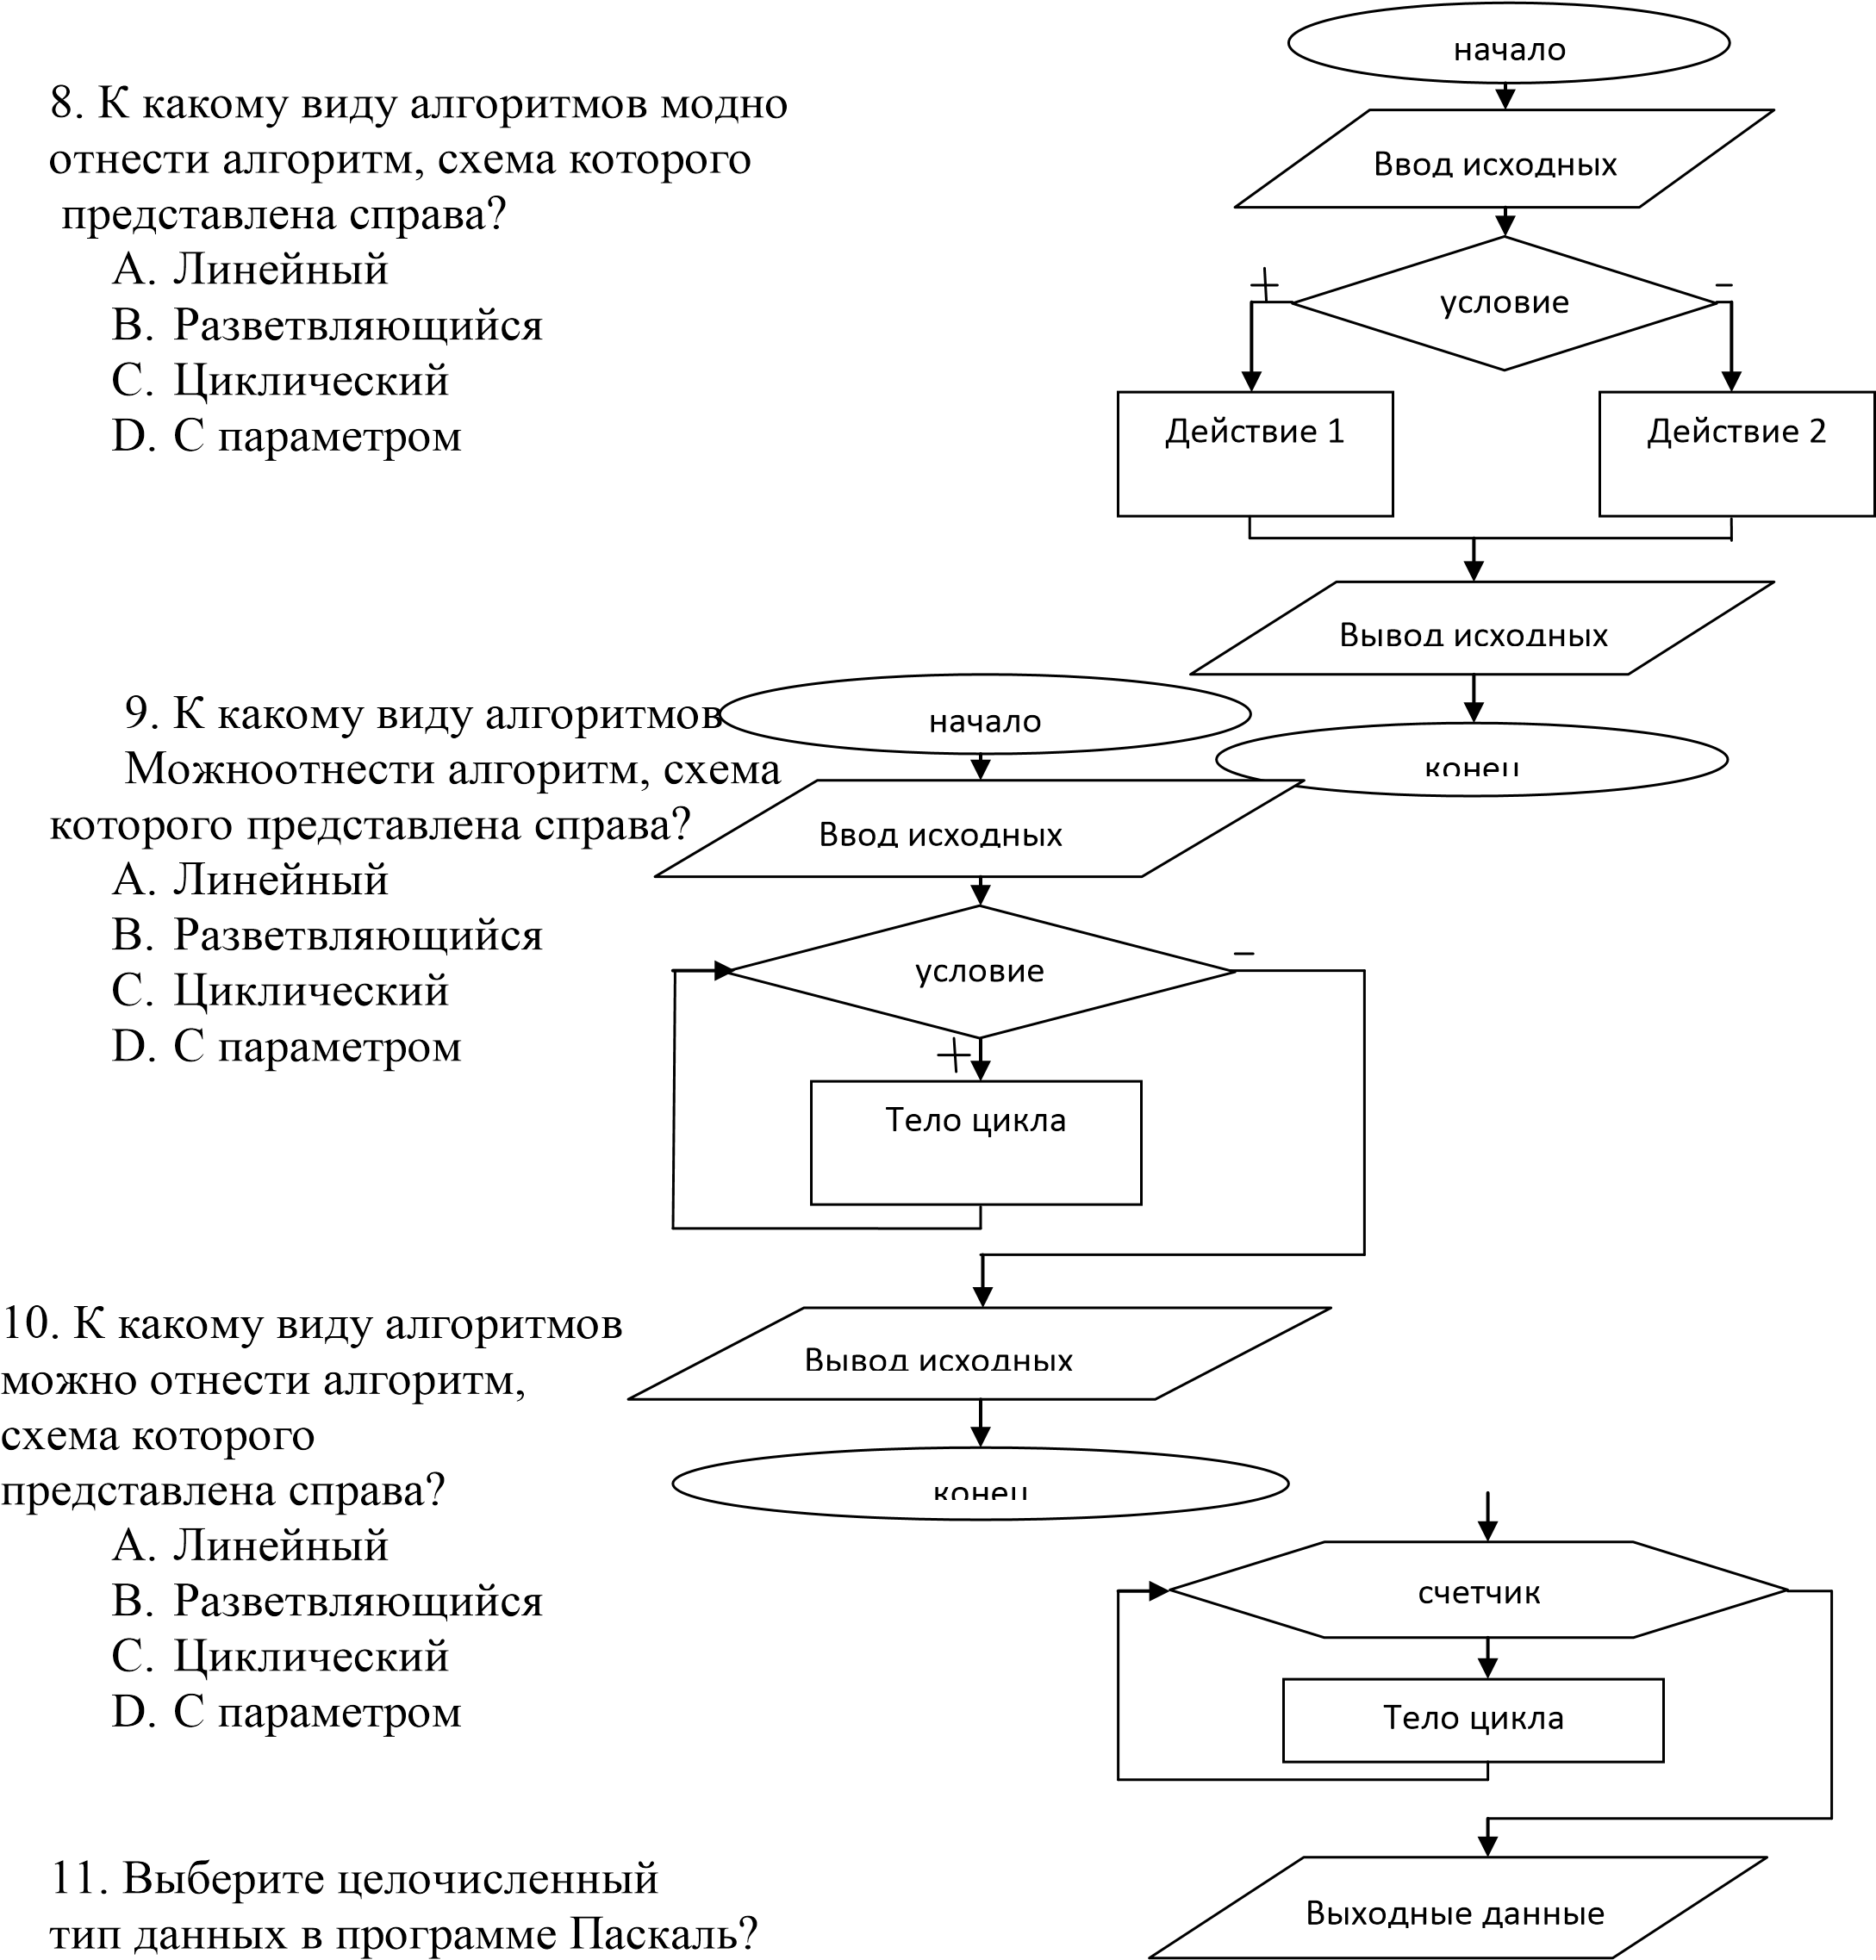 начало
8. К какому виду алгоритмов модно
отнести алгоритм, схема которого
представлена справа?
A. Линейный
B. Разветвляющийся
C. Циклический
D. С параметром
Ввод исходных
+
условие
–
Действие 1
Действие 2
Вывод исходных
конец
9. К какому виду алгоритмов
Можноотнести алгоритм, схема
которого представлена справа?
A. Линейный
B. Разветвляющийся
C. Циклический
D. С параметром
начало
Ввод исходных
условие
–
+
Тело цикла
Вывод исходных
конец
10. К какому виду алгоритмов
можно отнести алгоритм,
схема которого
представлена справа?
A. Линейный
B. Разветвляющийся
C. Циклический
D. С параметром
счетчик
Тело цикла
Выходные данные
11. Выберите целочисленный
тип данных в программе Паскаль?